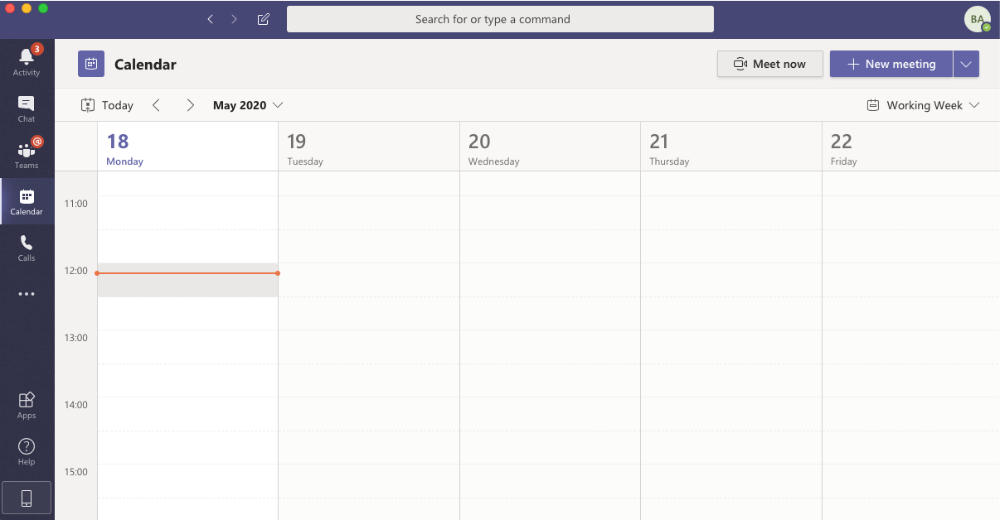 Search for or type a command
BA
3
Activity
Chat
@
Teams
Calendar
Calls
Apps
Help
Calendar
Meet now
New meeting
Today
May 2020
Working Week
18
Monday
19
Tuesday
20
Wednesday
21
Thursday
22
Friday
11:00
12:00
13:00
14:00
15:00